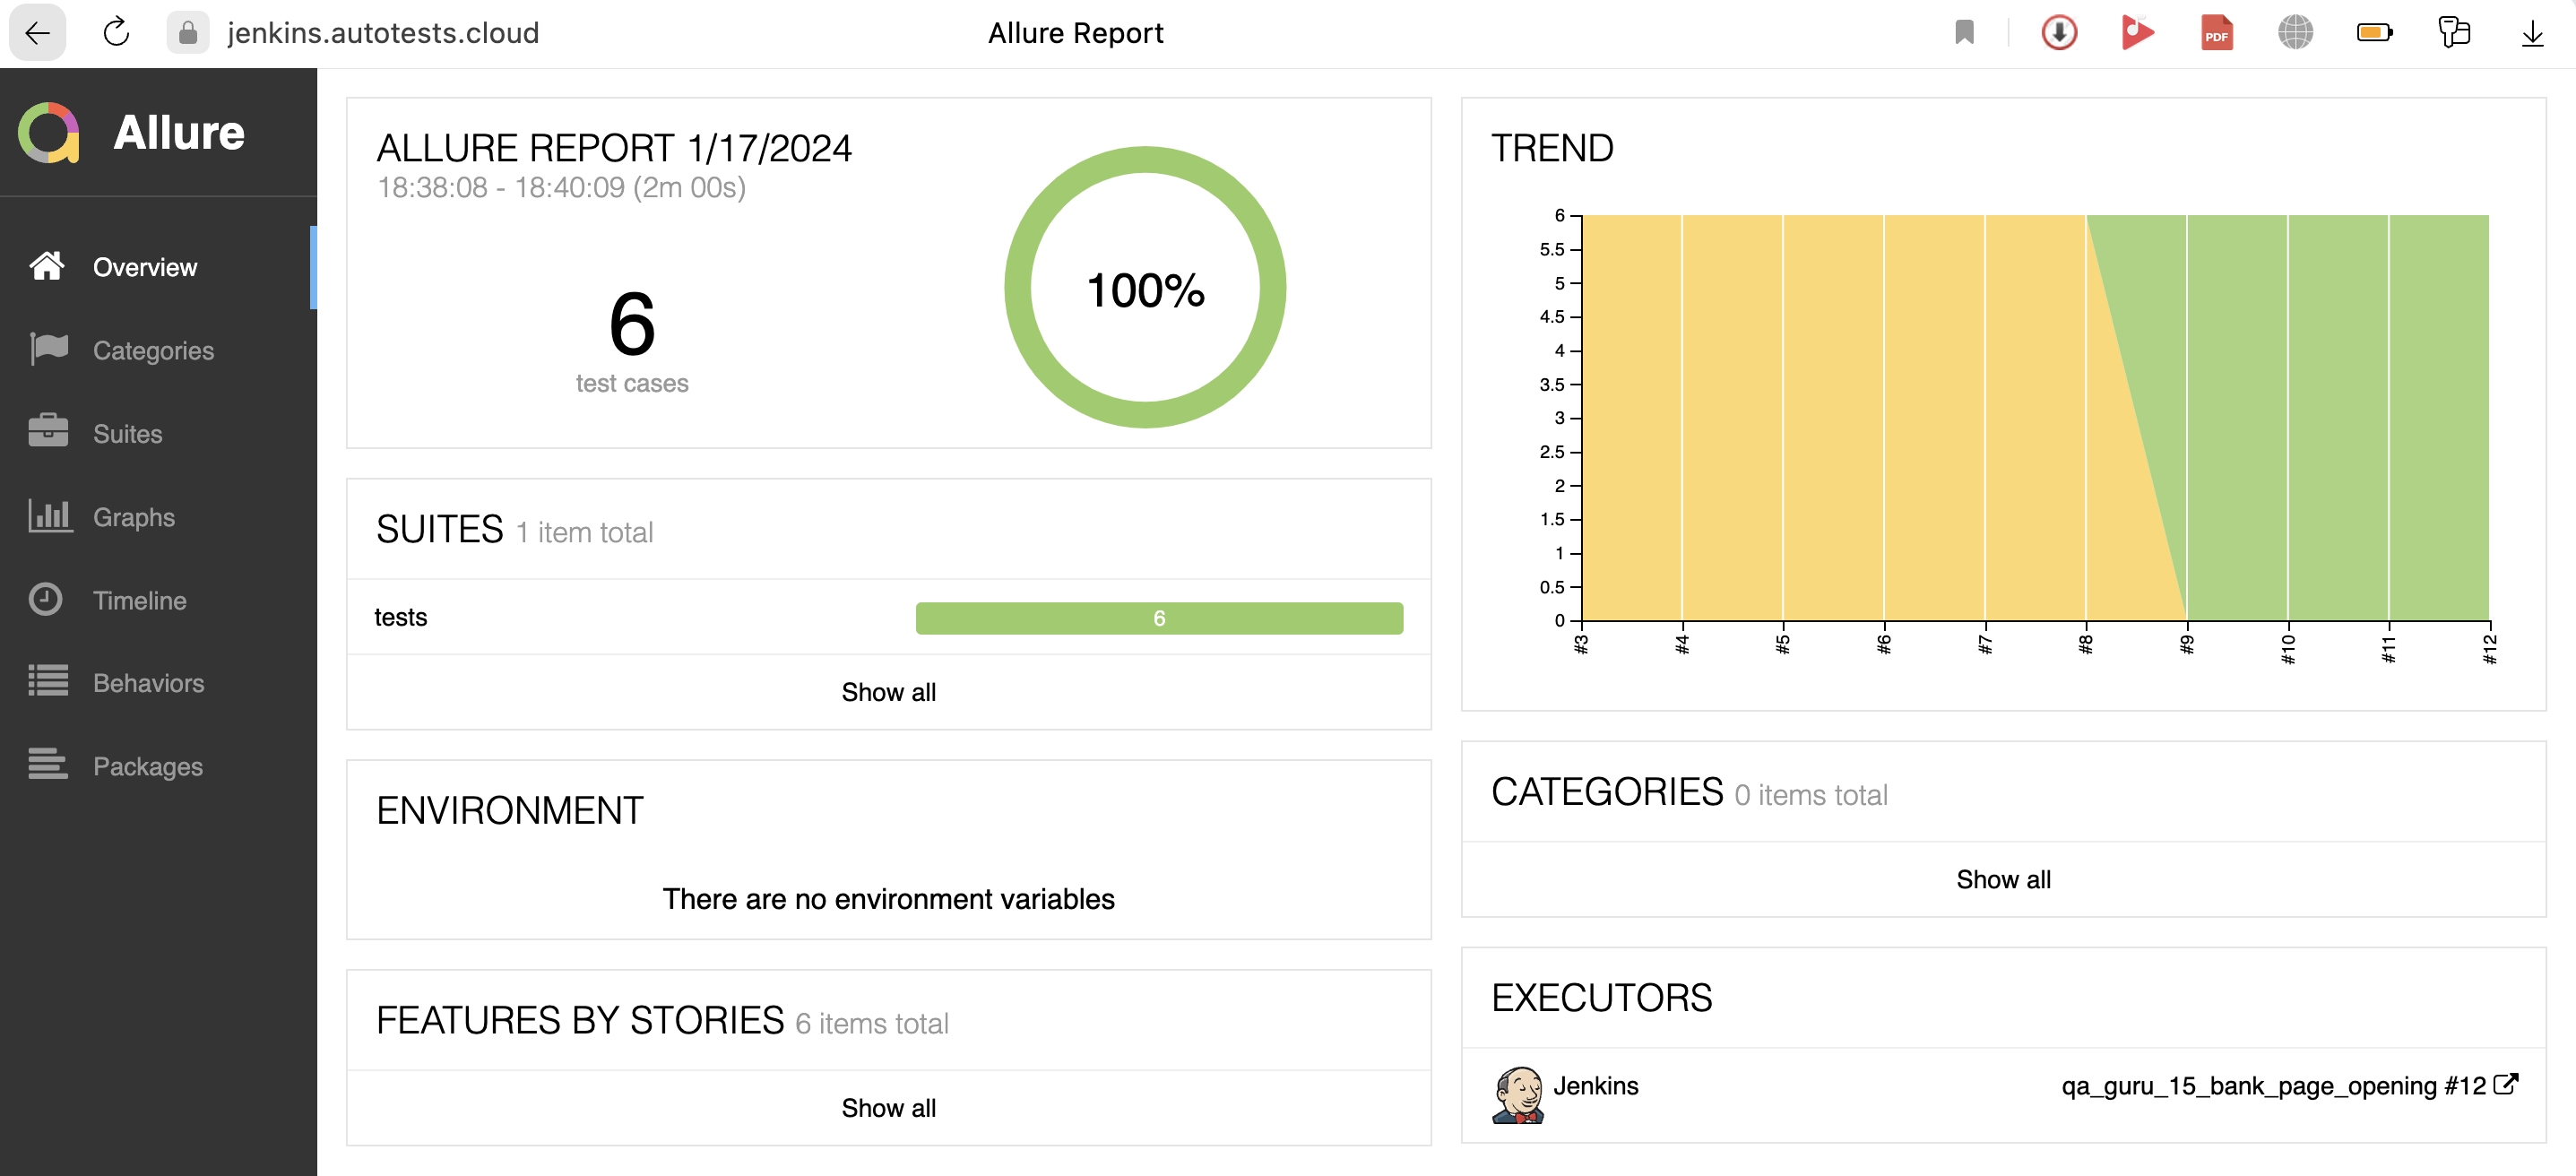 jenkins.autotests.cloud
Allure Report
PDF
Allure
Overview
Categories
Suites
Graphs
Timeline
Behaviors
Packages
ALLURE REPORT 1/17/2024
18:38:08 - 18:40:09 (2m 00s)
6
test cases
100%
SUITES 1 item total
tests 6
Show all
ENVIRONMENT
There are no environment variables
FEATURES BY STORIES 6 items total
Show all
TREND
6
5.5
5
4.5
4
3.5
3
2.5
2
1.5
1
0.5
0
#3 #4 #5 #6 #7 #8 #9 #10 #11 #12
CATEGORIES 0 items total
Show all
EXECUTORS
Jenkins qa_guru_15_bank_page_opening #12